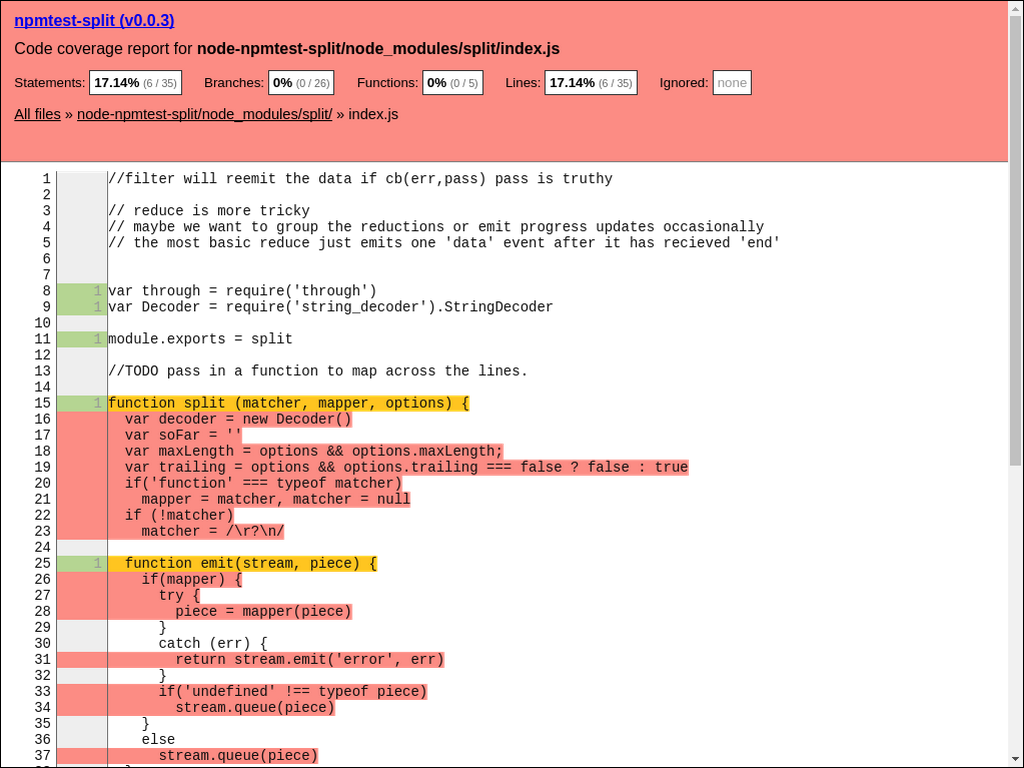 npmtest-split (v0.0.3)
Code coverage report for node-npmtest-split/node_modules/split/index.js
Statements: 17.14% (6 / 35) Branches: 0% (0 / 26) Functions: 0% (0 / 5) Lines: 17.14% (6 / 35) Ignored: none
All files » node-npmtest-split/node_modules/split/ » index.js
1 //filter will reemit the data if cb(err,pass) pass is truthy
2
3 // reduce is more tricky
4 // maybe we want to group the reductions or emit progress updates occasionally
5 // the most basic reduce just emits one 'data' event after it has recieved 'end'
6
7
8 1 var through = require('through')
9 1 var Decoder = require('string_decoder').StringDecoder
10
11 1 module.exports = split
12
13 //TODO pass in a function to map across the lines.
14
15 1 function split (matcher, mapper, options) {
16 var decoder = new Decoder()
17 var soFar = ''
18 var maxLength = options && options.maxLength;
19 var trailing = options && options.trailing === false ? false : true
20 if('function' === typeof matcher)
21 mapper = matcher, matcher = null
22 if (!matcher)
23 matcher = /\r?\n/
24
25 1 function emit(stream, piece) {
26 if(mapper) {
27 try {
28 piece = mapper(piece)
29 }
30 catch (err) {
31 return stream.emit('error', err)
32 }
33 if('undefined' !== typeof piece)
34 stream.queue(piece)
35 }
36 else
37 stream.queue(piece)